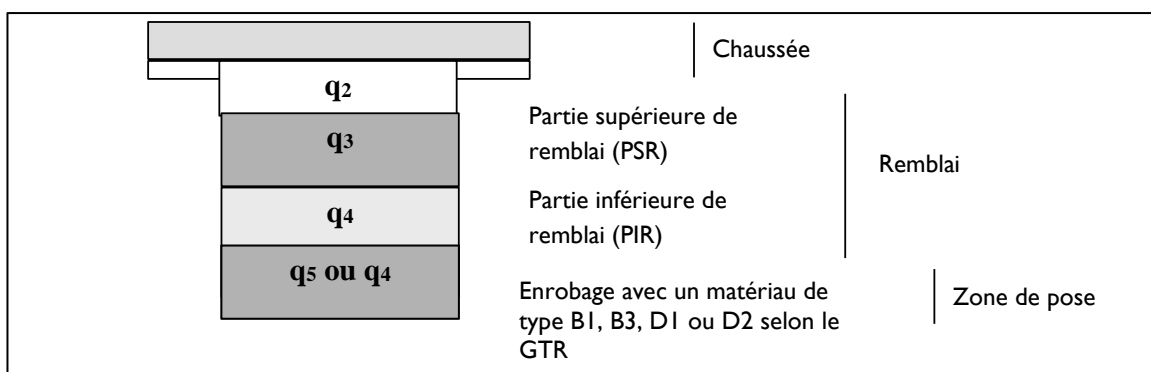 Chaussée
q2
Partie supérieure de
remblai (PSR)
q3
Remblai
Partie inférieure de
remblai (PIR)
q4
q5 ou q4
Enrobage avec un matériau de
type B1, B3, D1 ou D2 selon le
GTR
Zone de pose